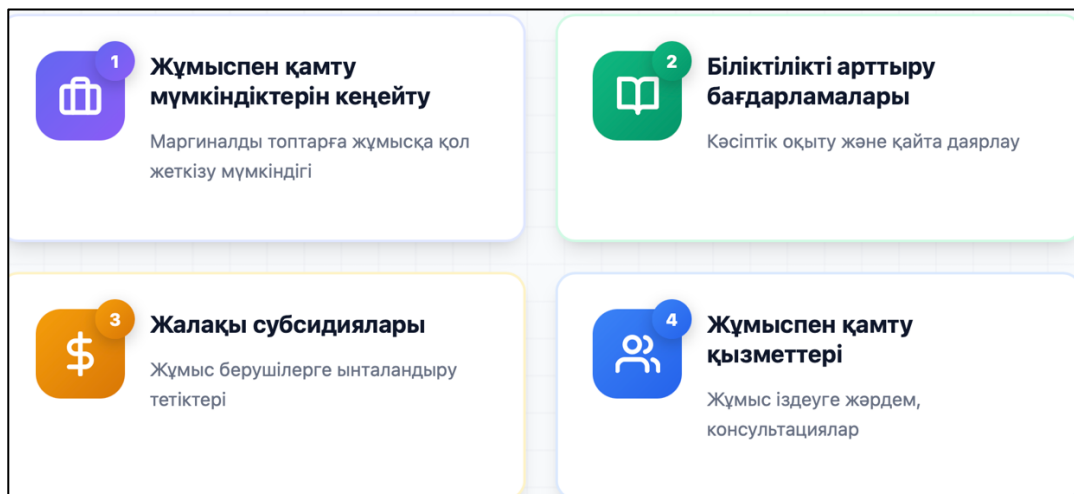 1
Жұмыспен қамту
мүмкіндіктерін кеңейту
Маргиналды топтарға жұмысқа қол
жеткізу мүмкіндігі
2
Біліктілікті арттыру
бағдарламалары
Кәсіптік оқыту және қайта даярлау
3
Жалақы субсидиялары
Жұмыс берушілерге ынталандыру
тетіктері
4
Жұмыспен қамту
қызметтері
Жұмыс іздеуге жәрдем,
консультациялар